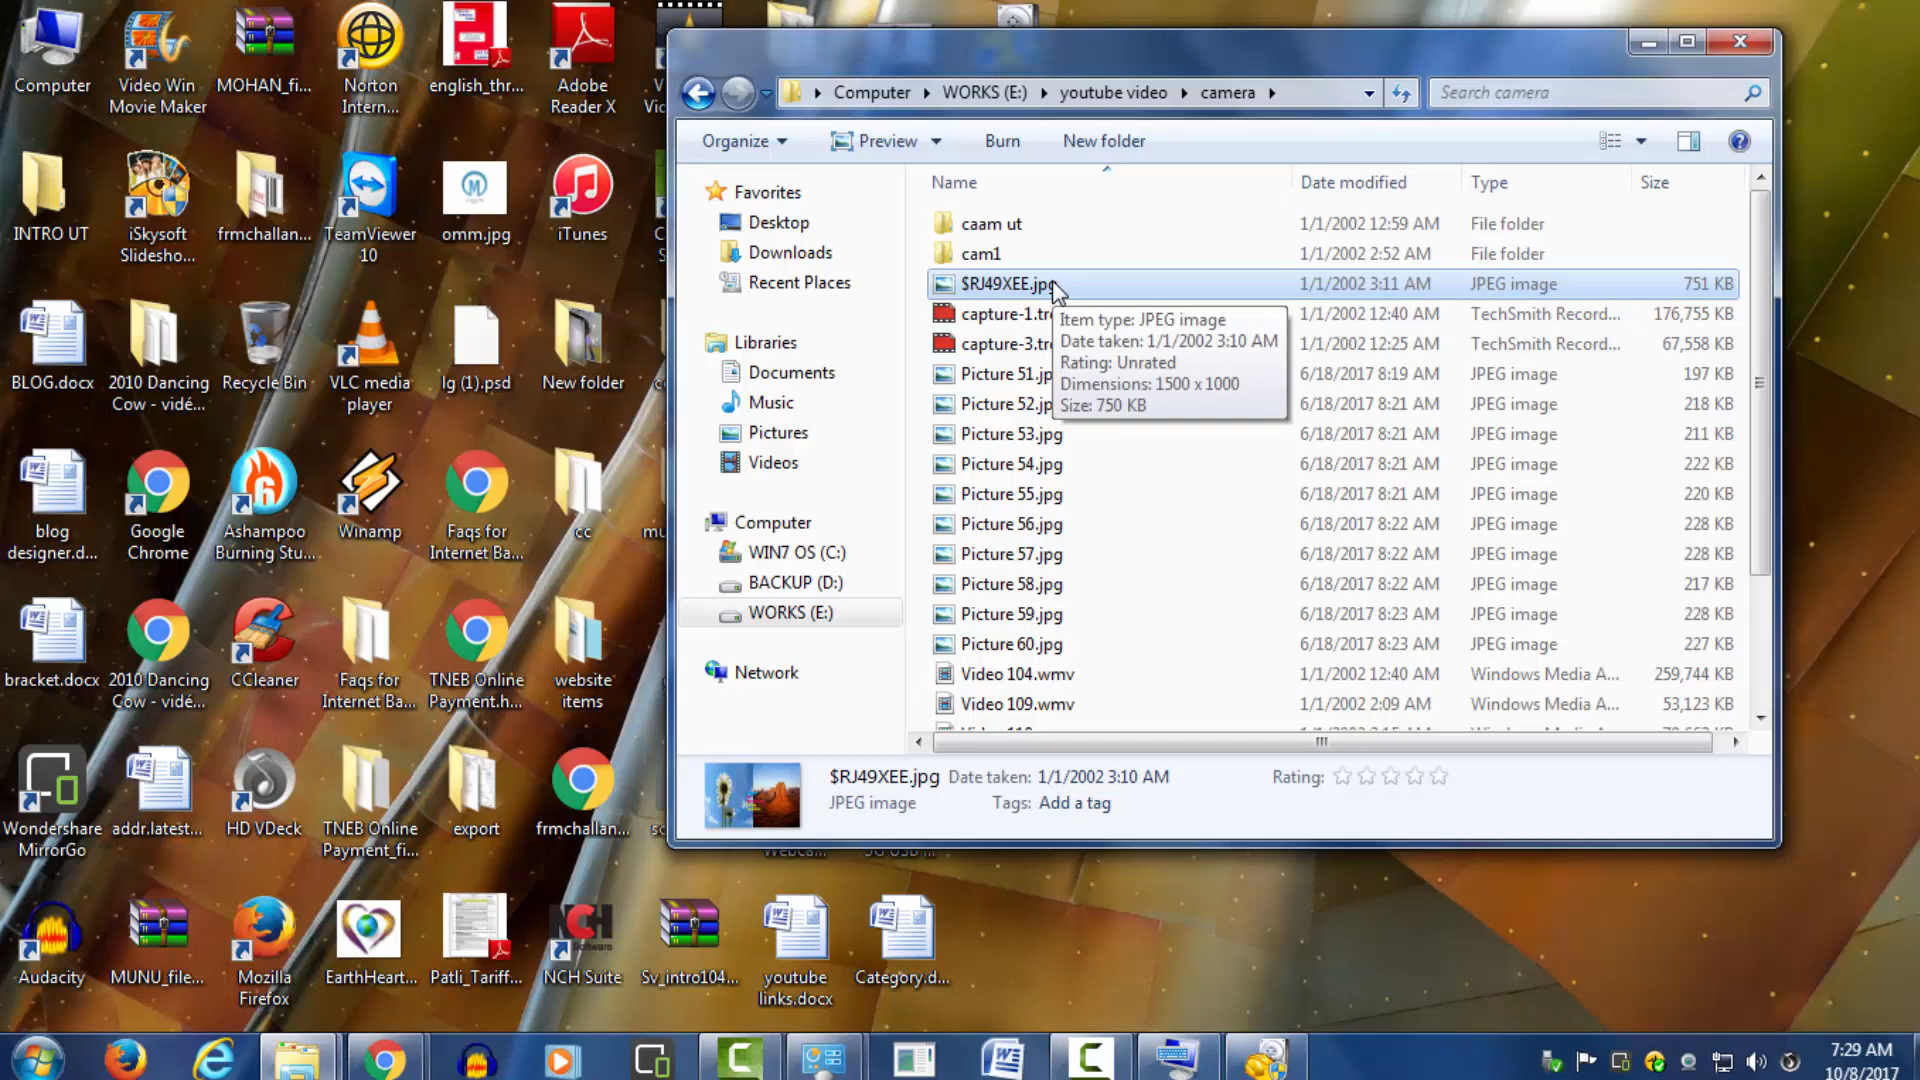 Computer
Video Win
Movie Maker
MOHAN_fi...
Norton
Intern...
english_thr...
Adobe
Reader X
INTRO UT
iSkysoft
Slidesho...
frmchallan...
TeamViewer
10
omm.jpg
iTunes
BLOG.docx
2010 Dancing
Cow - vidé...
Recycle Bin
VLC media
player
lg (1).psd
New folder
blog
designer.d...
Google
Chrome
Ashampoo
Burning Stu...
Winamp
Faqs for
Internet Ba...
cc
bracket.docx
2010 Dancing
Cow - vidé...
CCleaner
Faqs for
Internet Ba...
TNEB Online
Payment.h...
website
items
Wondershare
MirrorGo
addr.latest...
HD VDeck
TNEB Online
Payment_fi...
export
frmchallan...
Audacity
MUNU_file...
Mozilla
Firefox
EarthHeart...
Patli_Tariff...
NCH Software
NCH Suite
Sv_intro104...
youtube
links.docx
Category.d...
Computer WORKS (E:) youtube video camera
Search camera
Organize Preview Burn New folder
Favorites
Desktop
Downloads
Recent Places
Libraries
Documents
Music
Pictures
Videos
Computer
WIN7 OS (C:)
BACKUP (D:)
WORKS (E:)
Network
Name Date modified Type Size
caam ut 1/1/2002 12:59 AM File folder
cam1 1/1/2002 2:52 AM File folder
$RJ49XEE.jpg 1/1/2002 3:11 AM JPEG image 751 KB
capture-1.tre 1/1/2002 12:40 AM TechSmith Record... 176,755 KB
capture-3.tre 1/1/2002 12:25 AM TechSmith Record... 67,558 KB
Picture 51.jp 6/18/2017 8:19 AM JPEG image 197 KB
Picture 52.jp 6/18/2017 8:21 AM JPEG image 218 KB
Picture 53.jpg 6/18/2017 8:21 AM JPEG image 211 KB
Picture 54.jpg 6/18/2017 8:21 AM JPEG image 222 KB
Picture 55.jpg 6/18/2017 8:21 AM JPEG image 220 KB
Picture 56.jpg 6/18/2017 8:22 AM JPEG image 228 KB
Picture 57.jpg 6/18/2017 8:22 AM JPEG image 228 KB
Picture 58.jpg 6/18/2017 8:22 AM JPEG image 217 KB
Picture 59.jpg 6/18/2017 8:23 AM JPEG image 228 KB
Picture 60.jpg 6/18/2017 8:23 AM JPEG image 227 KB
Video 104.wmv 1/1/2002 12:40 AM Windows Media A... 259,744 KB
Video 109.wmv 1/1/2002 2:09 AM Windows Media A... 53,123 KB
Item type: JPEG image
Date taken: 1/1/2002 3:10 AM
Rating: Unrated
Dimensions: 1500 x 1000
Size: 750 KB
$RJ49XEE.jpg Date taken: 1/1/2002 3:10 AM Rating:
JPEG image Tags: Add a tag
7:29 AM
10/8/2017